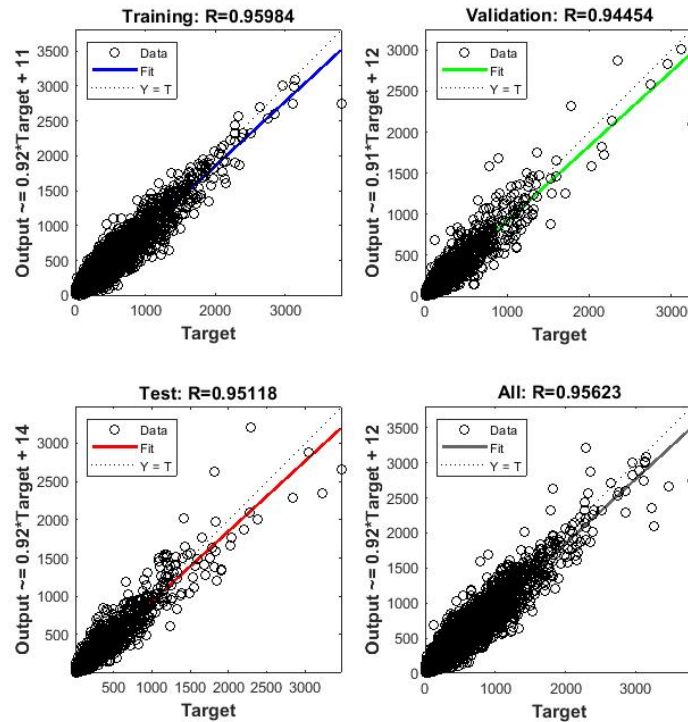 Training: R=0.95984
Output ~= 0.92*Target + 11
3500
3000
2500
2000
1500
1000
500
0
Data
Fit
Y = T
0
1000
2000
3000
Target
Validation: R=0.94454
Output ~= 0.91*Target + 12
3000
2500
2000
1500
1000
500
0
Data
Fit
Y = T
0
1000
2000
3000
Target
Test: R=0.95118
Output ~= 0.92*Target + 14
3000
2500
2000
1500
1000
500
Data
Fit
Y = T
500
1000
1500
2000
2500
3000
Target
All: R=0.95623
Output ~= 0.92*Target + 12
3500
3000
2500
2000
1500
1000
500
0
Data
Fit
Y = T
0
1000
2000
3000
Target